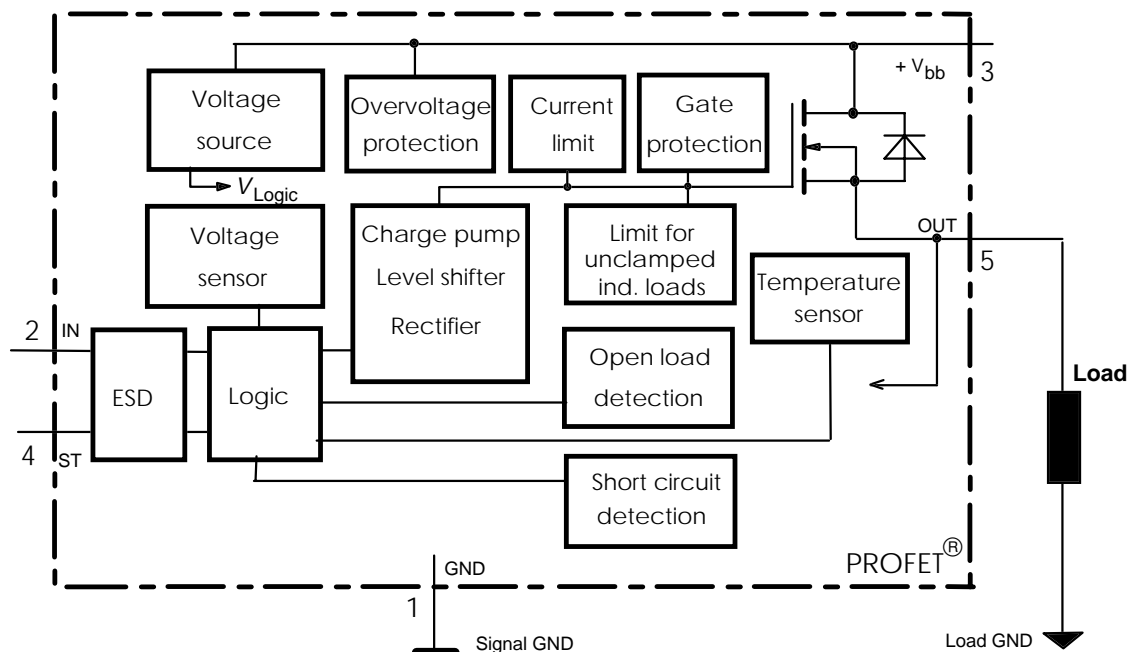 + Vbb
3
Voltage
source
Overvoltage
protection
Current
limit
Gate
protection
VLogic
Voltage
sensor
Charge pump
Level shifter
Rectifier
Limit for
unclamped
ind. loads
OUT
5
Temperature
sensor
2
IN
ESD
Logic
Open load
detection
Load
4
ST
Short circuit
detection
PROFET®
GND
1
Signal GND
Load GND